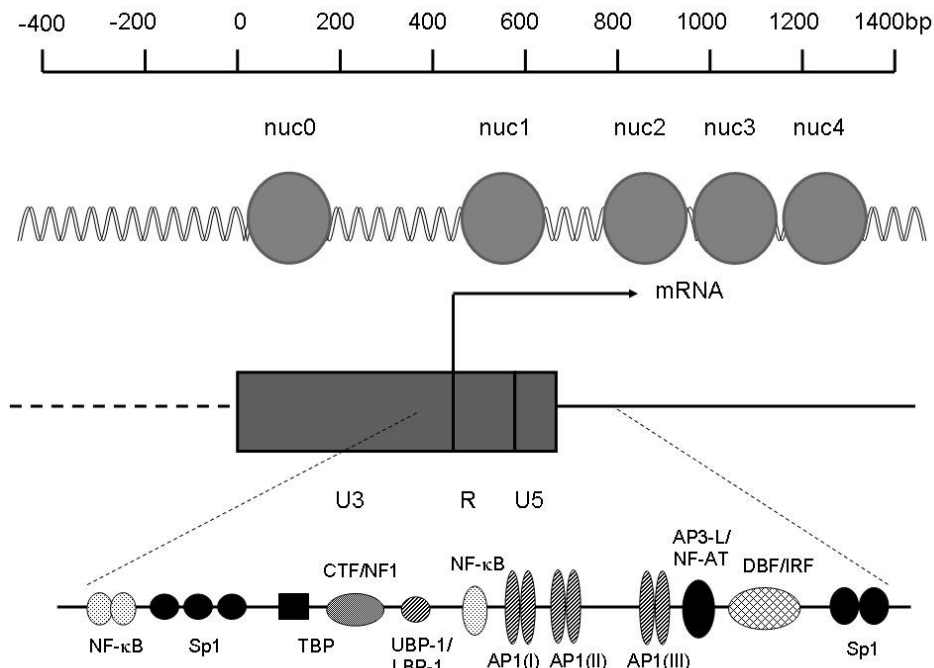 -400 -200 0 200 400 600 800 1000 1200 1400bp
nuc0 nuc1 nuc2 nuc3 nuc4
mRNA
U3 R U5
AP3-L/
NF-AT
CTF/NF1 NF-κB DBF/IRF
NF-κB Sp1 TBP UBP-1/ Sp1
LBP-1 AP1(I) AP1(II) AP1(III)